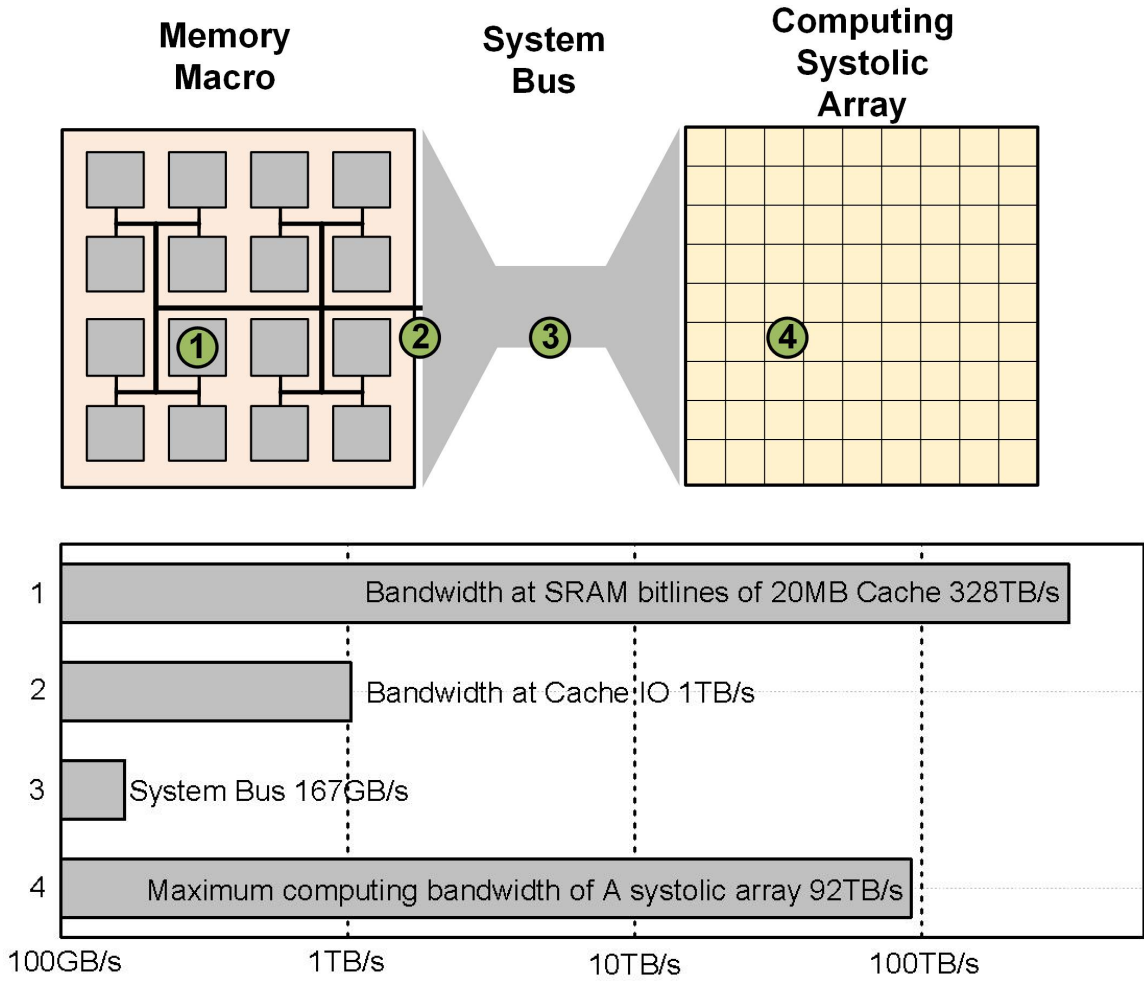 Memory
Macro
System
Bus
Computing
Systolic
Array
1
2
3
4
1
Bandwidth at SRAM bitlines of 20MB Cache 328TB/s
2
Bandwidth at Cache IO 1TB/s
3
System Bus 167GB/s
4
Maximum computing bandwidth of A systolic array 92TB/s
100GB/s
1TB/s
10TB/s
100TB/s